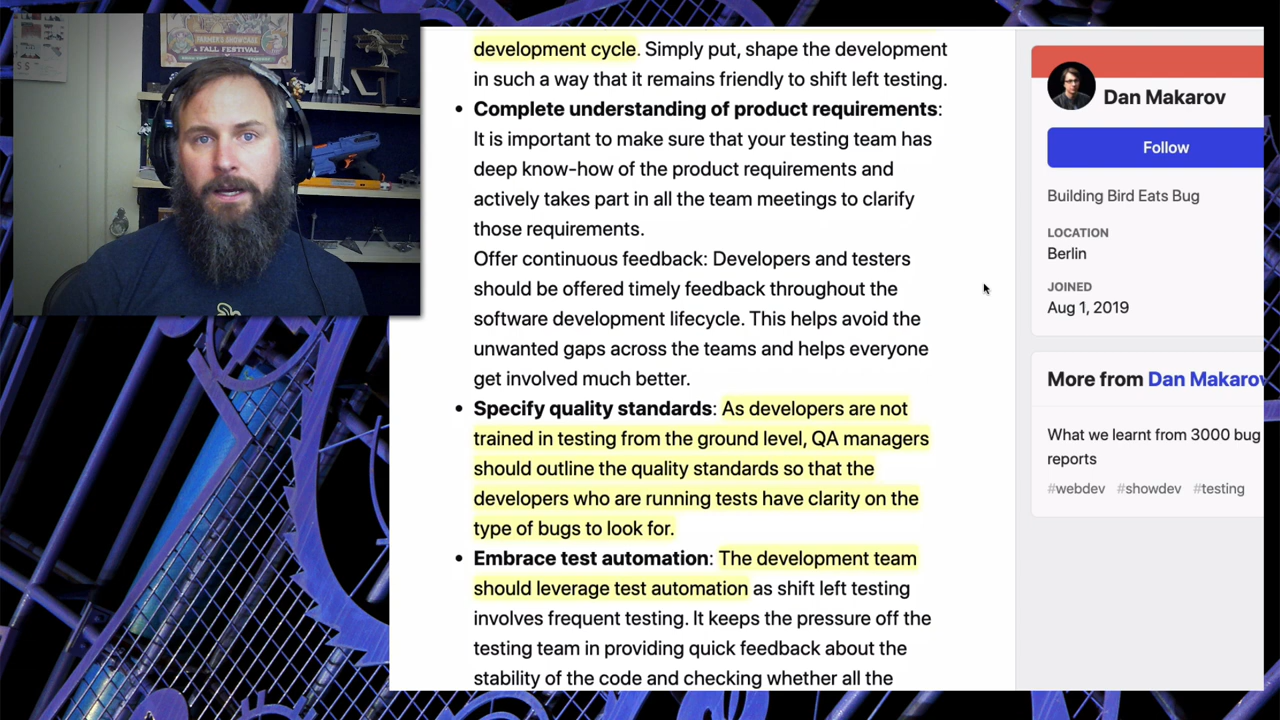 FARMER'S SHOWCASE
& FALL FESTIVAL
development cycle. Simply put, shape the development
in such a way that it remains friendly to shift left testing.
• Complete understanding of product requirements:
It is important to make sure that your testing team has
deep know-how of the product requirements and
actively takes part in all the team meetings to clarify
those requirements.
Offer continuous feedback: Developers and testers
should be offered timely feedback throughout the
software development lifecycle. This helps avoid the
unwanted gaps across the teams and helps everyone
get involved much better.
• Specify quality standards: As developers are not
trained in testing from the ground level, QA managers
should outline the quality standards so that the
developers who are running tests have clarity on the
type of bugs to look for.
• Embrace test automation: The development team
should leverage test automation as shift left testing
involves frequent testing. It keeps the pressure off the
testing team in providing quick feedback about the
stability of the code and checking whether all the
Dan Makarov
Follow
Building Bird Eats Bug
LOCATION
Berlin
JOINED
Aug 1, 2019
More from Dan Makarov
What we learnt from 3000 bug
reports
#webdev #showdev #testing